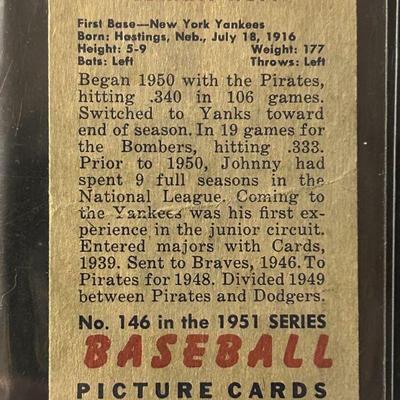 First Base—New York Yankees
Born: Hastings, Neb., July 18, 1916
Height: 5-9 Weight: 177
Bats: Left Throws: Left
Began 1950 with the Pirates,
hitting .340 in 106 games.
Switched to Yanks toward
end of season. In 19 games for
the Bombers, hitting .333.
Prior to 1950, Johnny had
spent 9 full seasons in the
National League. Coming to
the Yankees was his first ex-
perience in the junior circuit.
Entered majors with Cards,
1939. Sent to Braves, 1946. To
Pirates for 1948. Divided 1949
between Pirates and Dodgers.
No. 146 in the 1951 SERIES
BASEBALL
PICTURE CARDS